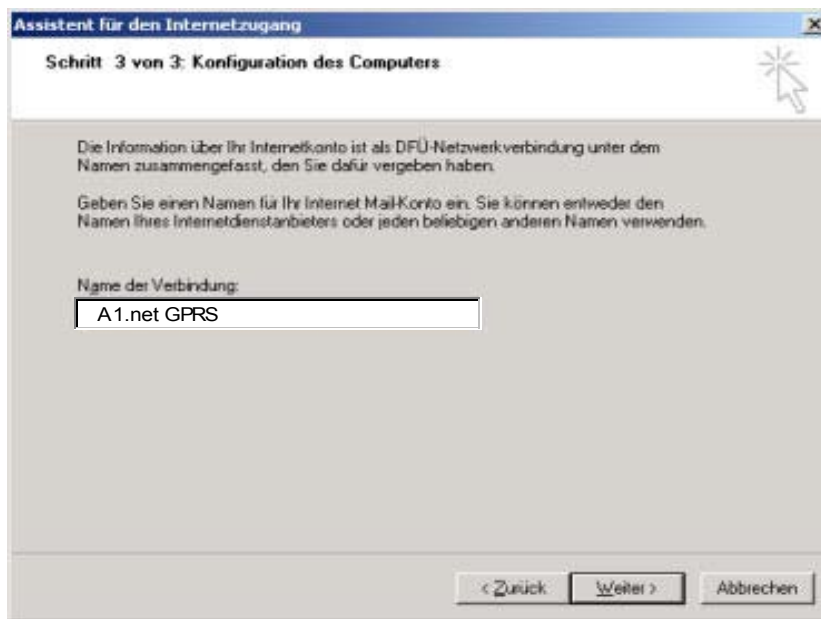 Assistent für den Internetzugang
Schritt 3 von 3: Konfiguration des Computers
Die Information über Ihr Internetkonto ist als DFÜ-Netzwerkverbindung unter dem
Namen zusammengefasst, den Sie dafür vergeben haben.
Geben Sie einen Namen für Ihr Internet Mail-Konto ein. Sie können entweder den
Namen Ihres Internetdienstanbieters oder jeden beliebigen anderen Namen verwenden.
Name der Verbindung:
A1.net GPRS
< Zurück Weiter > Abbrechen